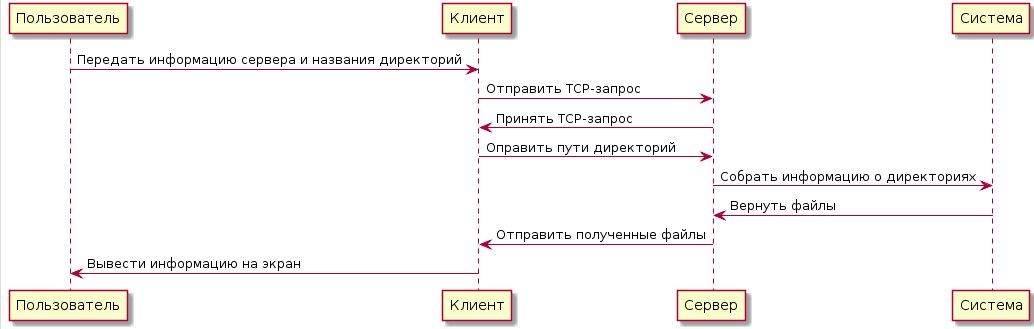 Пользователь Клиент Сервер Система
Передать информацию сервера и названия директорий
Отправить TCP-запрос
Принять TCP-запрос
Оправить пути директорий
Собрать информацию о директориях
Вернуть файлы
Отправить полученные файлы
Вывести информацию на экран
Пользователь Клиент Сервер Система